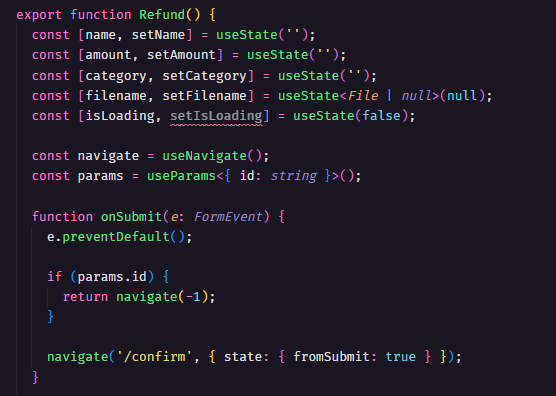 export function Refund() {
  const [name, setName] = useState('');
  const [amount, setAmount] = useState('');
  const [category, setCategory] = useState('');
  const [filename, setFilename] = useState<File | null>(null);
  const [isLoading, setIsLoading] = useState(false);

  const navigate = useNavigate();
  const params = useParams<{ id: string }>();

  function onSubmit(e: FormEvent) {
    e.preventDefault();

    if (params.id) {
      return navigate(-1);
    }

    navigate('/confirm', { state: { fromSubmit: true } });
  }